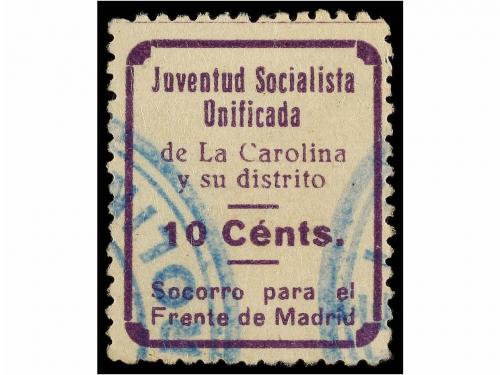 Juventud Socialista
Unificada
de La Carolina
y su distrito
10 Cénts.
Socorro para el
Frente de Madrid